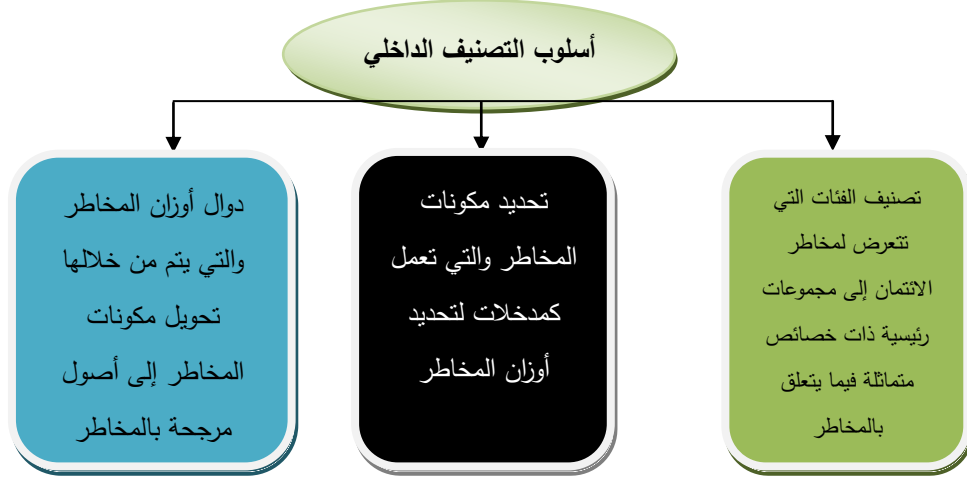 أسلوب التصنيف الداخلي
تصنيف الفئات التي
تتعرض لمخاطر
الائتمان إلى مجموعات
رئيسية ذات خصائص
متماثلة فيما يتعلق
بالمخاطر
تحديد مكونات
المخاطر والتي تعمل
كمدخلات لتحديد
أوزان المخاطر
دوال أوزان المخاطر
والتي يتم من خلالها
تحويل مكونات
المخاطر إلى أصول
مرجحة بالمخاطر